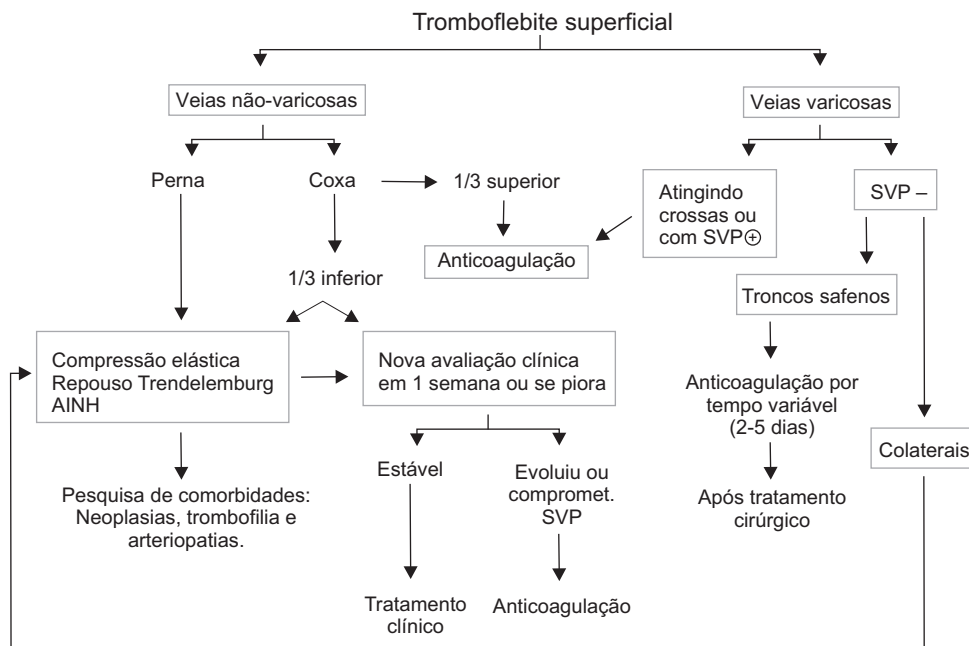 Tromboflebite superficial
Veias não-varicosas
Veias varicosas
Perna
Coxa
1/3 superior
Atingindo
crossas ou
com SVP⊕
SVP –
Anticoagulação
1/3 inferior
Troncos safenos
Compressão elástica
Repouso Trendelemburg
AINH
Nova avaliação clínica
em 1 semana ou se piora
Anticoagulação por
tempo variável
(2-5 dias)
Colaterais
Estável
Evoluiu ou
compromet.
SVP
Pesquisa de comorbidades:
Neoplasias, trombofilia e
arteriopatias.
Após tratamento
cirúrgico
Tratamento
clínico
Anticoagulação